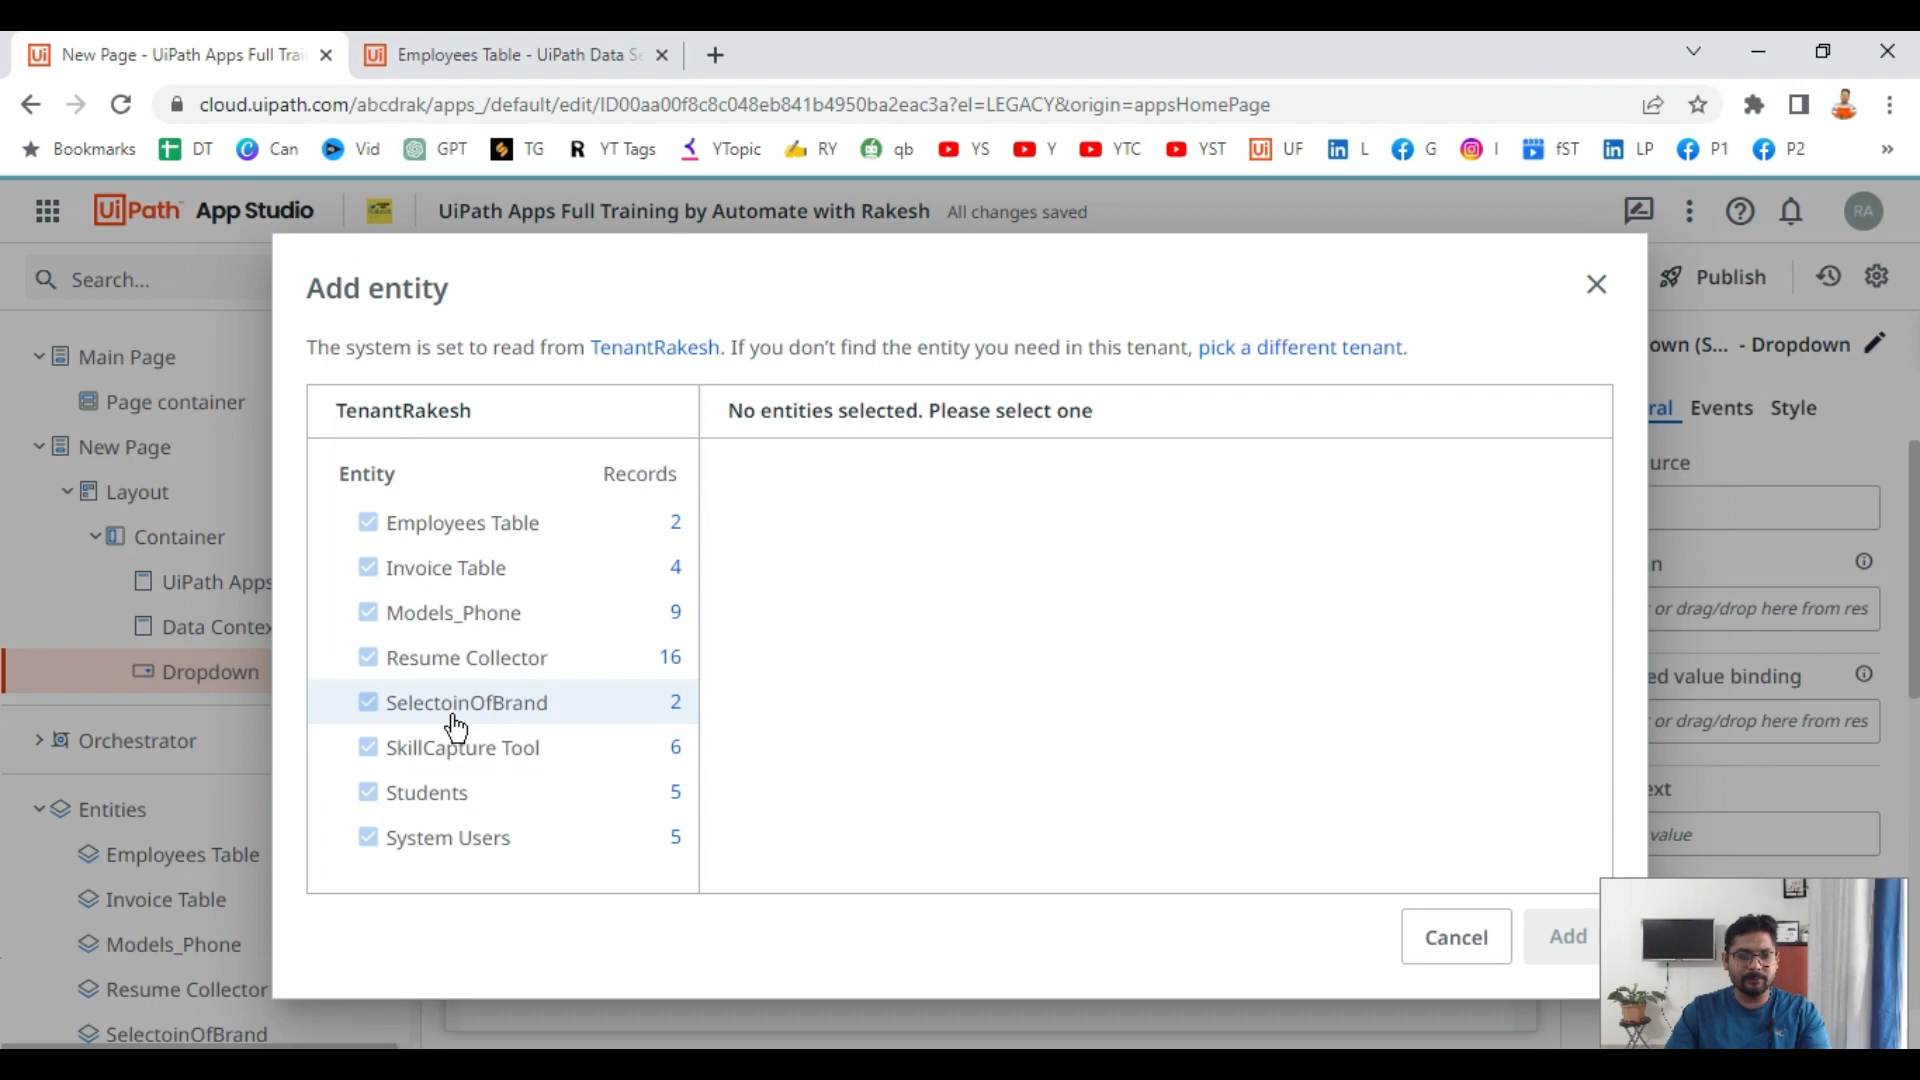 New Page - UiPath Apps Full Trai
Employees Table - UiPath Data Se
cloud.uipath.com/abcdrak/apps_/default/edit/ID00aa00f8c8c048eb841b4950ba2eac3a?el=LEGACY&origin=appsHomePage
Bookmarks DT Can Vid GPT TG YT Tags YTopic RY qb YS Y YTC YST UF L G I fST LP P1 P2 »
UiPath App Studio UiPath Apps Full Training by Automate with Rakesh All changes saved RA
Search...
Publish
Main Page
Page container
New Page
Layout
Container
UiPath Apps
Data Contex
Dropdown
Orchestrator
Entities
Employees Table
Invoice Table
Models_Phone
Resume Collector
SelectoinOfBrand
Add entity
The system is set to read from TenantRakesh. If you don't find the entity you need in this tenant, pick a different tenant.
TenantRakesh
No entities selected. Please select one
Entity Records
Employees Table 2
Invoice Table 4
Models_Phone 9
Resume Collector 16
SelectoinOfBrand 2
SkillCapture Tool 6
Students 5
System Users 5
Cancel
Add
own (S... - Dropdown
ral Events Style
urce
n
or drag/drop here from res
ed value binding
or drag/drop here from res
ext
value